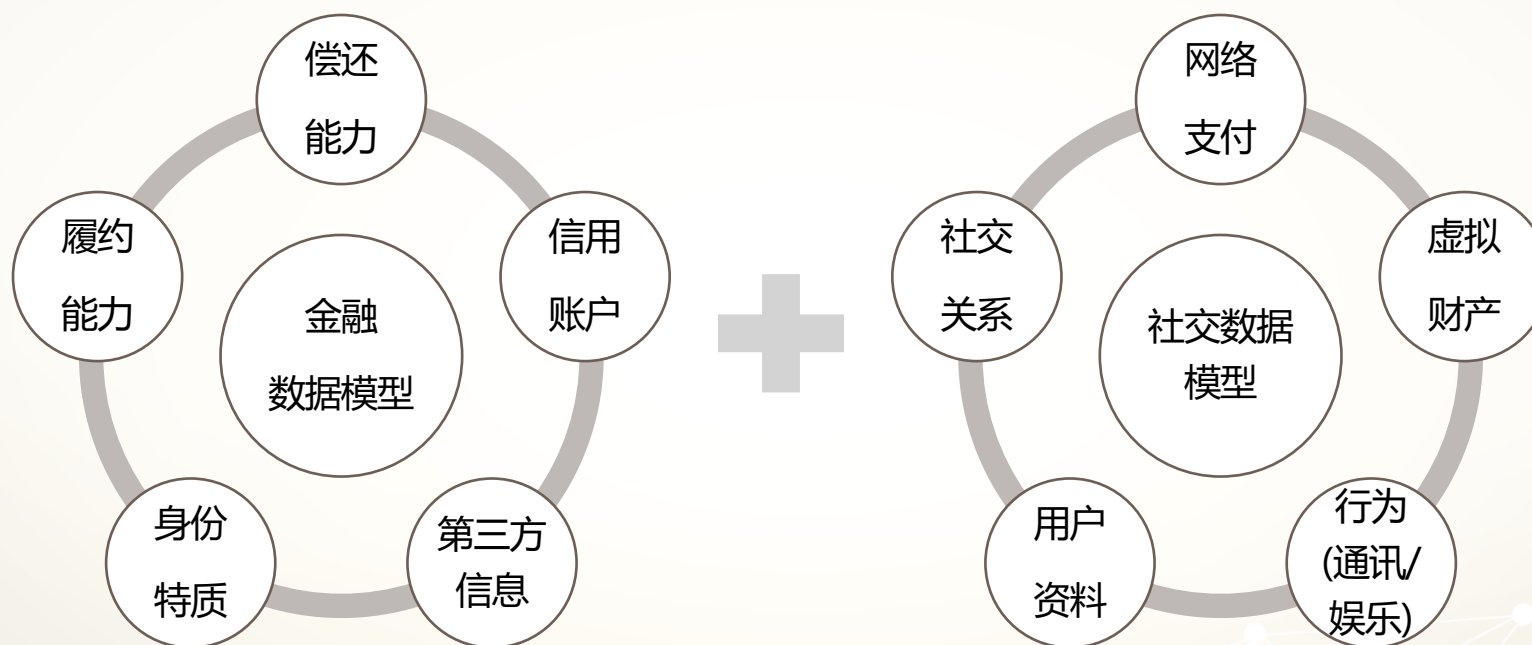 偿还
能力
信用
账户
第三方
信息
身份
特质
履约
能力
金融
数据模型
网络
支付
虚拟
财产
行为
(通讯/
娱乐)
用户
资料
社交
关系
社交数据
模型